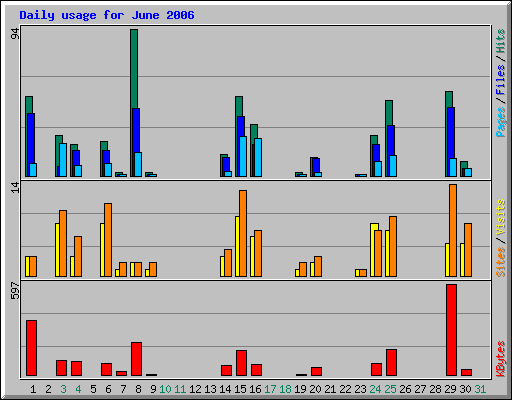 Daily usage for June 2006
94
Pages / Files / Hits
14
Sites / Visits
597
KBytes
1 2 3 4 5 6 7 8 9 10 11 12 13 14 15 16 17 18 19 20 21 22 23 24 25 26 27 28 29 30 31